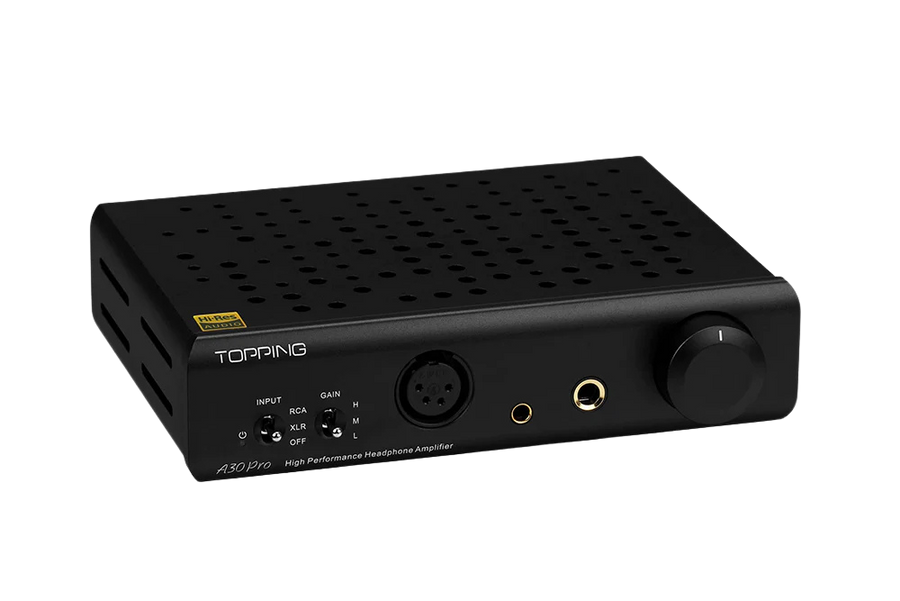 Hi-Res
AUDIO
TOPPING
INPUT
RCA
XLR
OFF
GAIN
H
M
L
A30 Pro
High Performance Headphone Amplifier